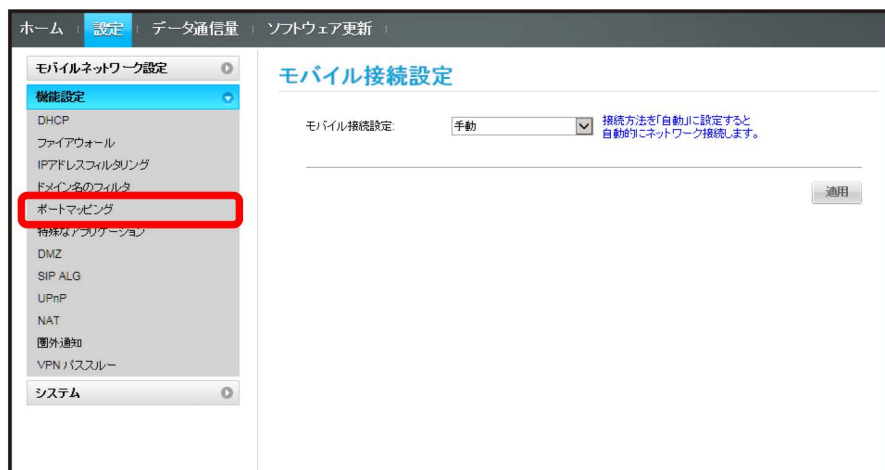 ホーム 設定 データ通信量 ソフトウェア更新
モバイルネットワーク設定
機能設定
DHCP
ファイアウォール
IPアドレスフィルタリング
ドメイン名のフィルタ
ポートマッピング
特殊なアプリケーション
DMZ
SIP ALG
UPnP
NAT
圏外通知
VPN パススルー
システム
モバイル接続設定
モバイル接続設定: 手動
接続方法を「自動」に設定すると
自動的にネットワーク接続します。
適用